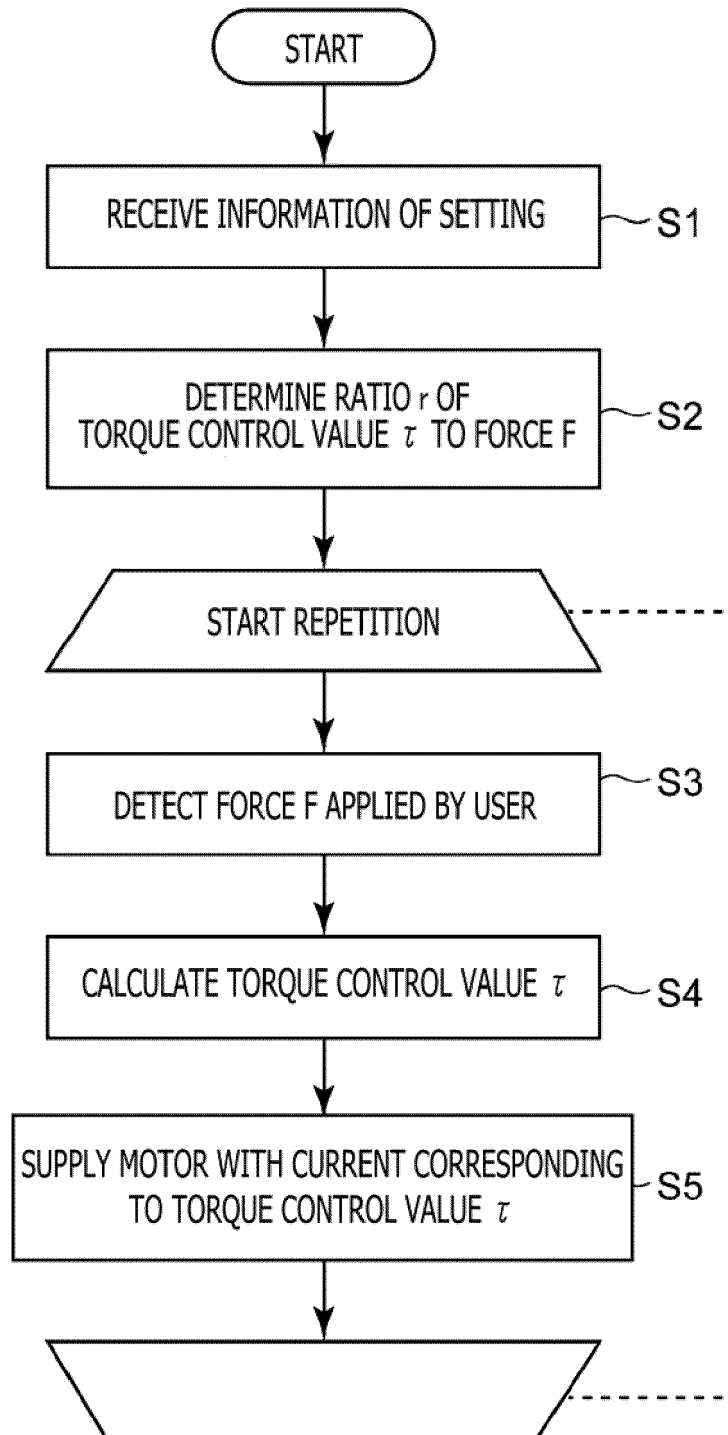 START
RECEIVE INFORMATION OF SETTING
S1
DETERMINE RATIO r OF
TORQUE CONTROL VALUE τ TO FORCE F
S2
START REPETITION
DETECT FORCE F APPLIED BY USER
S3
CALCULATE TORQUE CONTROL VALUE τ
S4
SUPPLY MOTOR WITH CURRENT CORRESPONDING
TO TORQUE CONTROL VALUE τ
S5